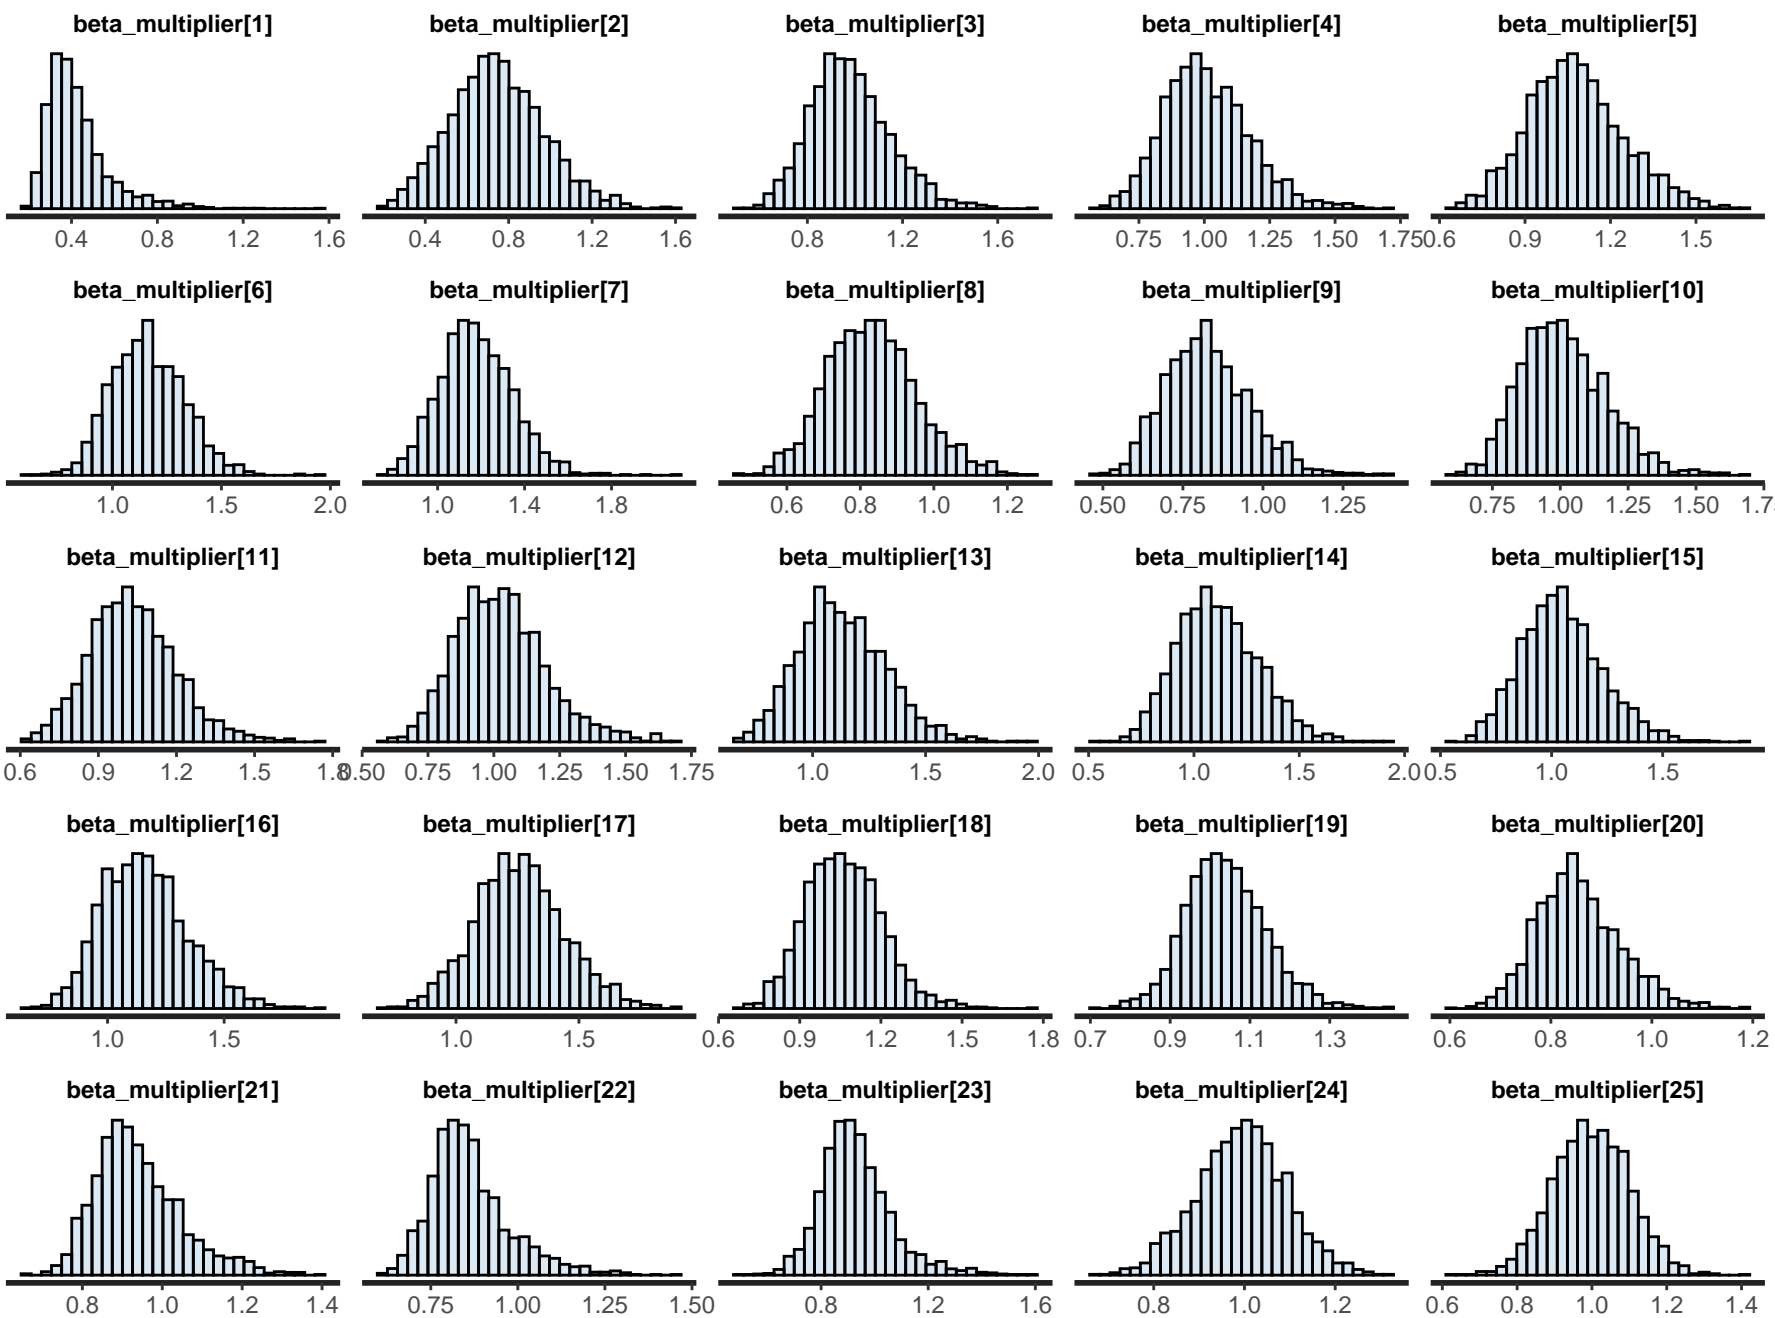 beta_multiplier[1] beta_multiplier[2] beta_multiplier[3] beta_multiplier[4] beta_multiplier[5]
0.4 0.8 1.2 1.6 0.4 0.8 1.2 1.6 0.8 1.2 1.6 0.75 1.00 1.25 1.50 1.75 0.6 0.9 1.2 1.5
beta_multiplier[6] beta_multiplier[7] beta_multiplier[8] beta_multiplier[9] beta_multiplier[10]
1.0 1.5 2.0 1.0 1.4 1.8 0.6 0.8 1.0 1.2 0.50 0.75 1.00 1.25 0.75 1.00 1.25 1.50
beta_multiplier[11] beta_multiplier[12] beta_multiplier[13] beta_multiplier[14] beta_multiplier[15]
0.6 0.9 1.2 1.5 1.8 0.50 0.75 1.00 1.25 1.50 1.75 1.0 1.5 2.0 0.5 1.0 1.5 2.0 0.5 1.0 1.5
beta_multiplier[16] beta_multiplier[17] beta_multiplier[18] beta_multiplier[19] beta_multiplier[20]
1.0 1.5 1.0 1.5 0.6 0.9 1.2 1.5 1.8 0.7 0.9 1.1 1.3 0.6 0.8 1.0 1.2
beta_multiplier[21] beta_multiplier[22] beta_multiplier[23] beta_multiplier[24] beta_multiplier[25]
0.8 1.0 1.2 1.4 0.75 1.00 1.25 1.50 0.8 1.2 1.6 0.8 1.0 1.2 0.6 0.8 1.0 1.2 1.4